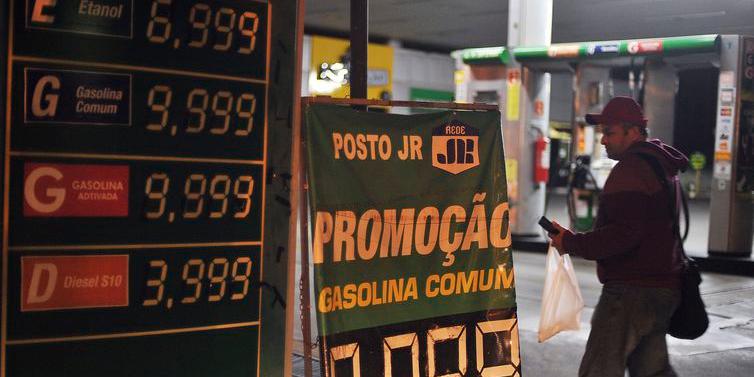 E Etanol
6,999
G Gasolina
Comum
9,999
G GASOLINA
ADTIVADA
9,999
D Diesel S10
3,999
POSTO JR
REDE
JR
PROMOÇÃO
GASOLINA COMUM